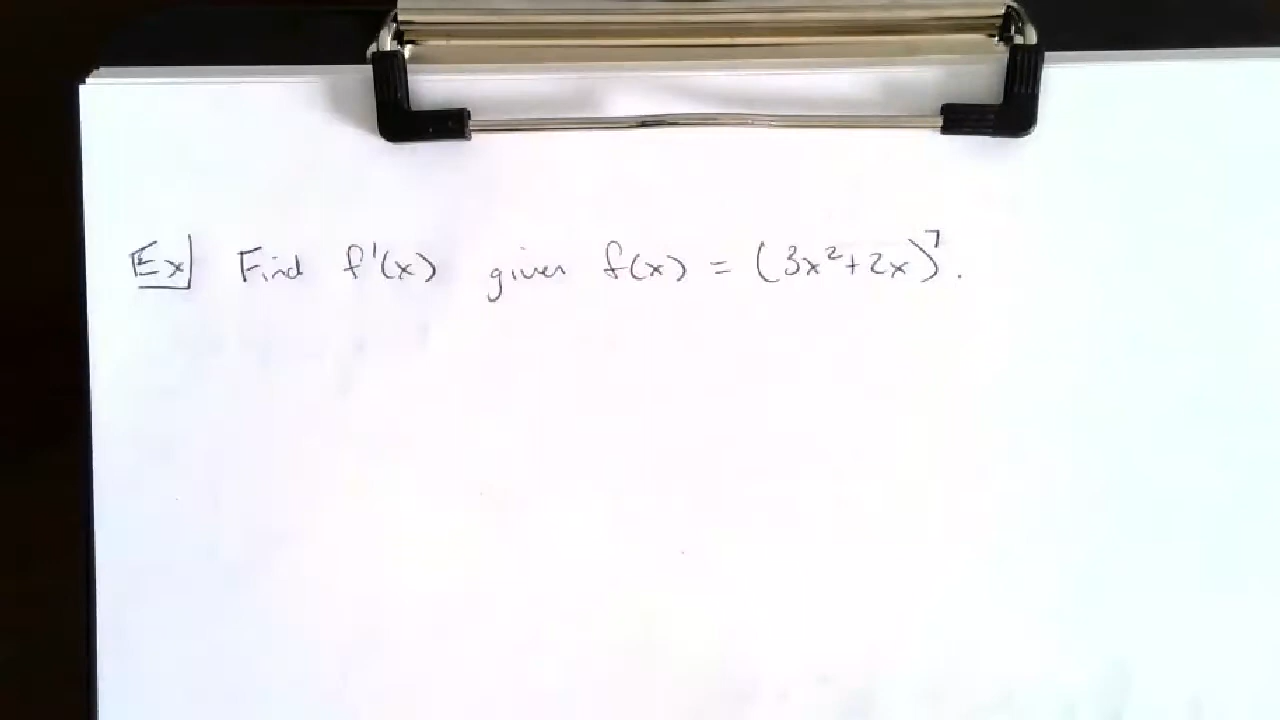 Ex Find f'(x) given f(x) = (3x²+2x)⁷.